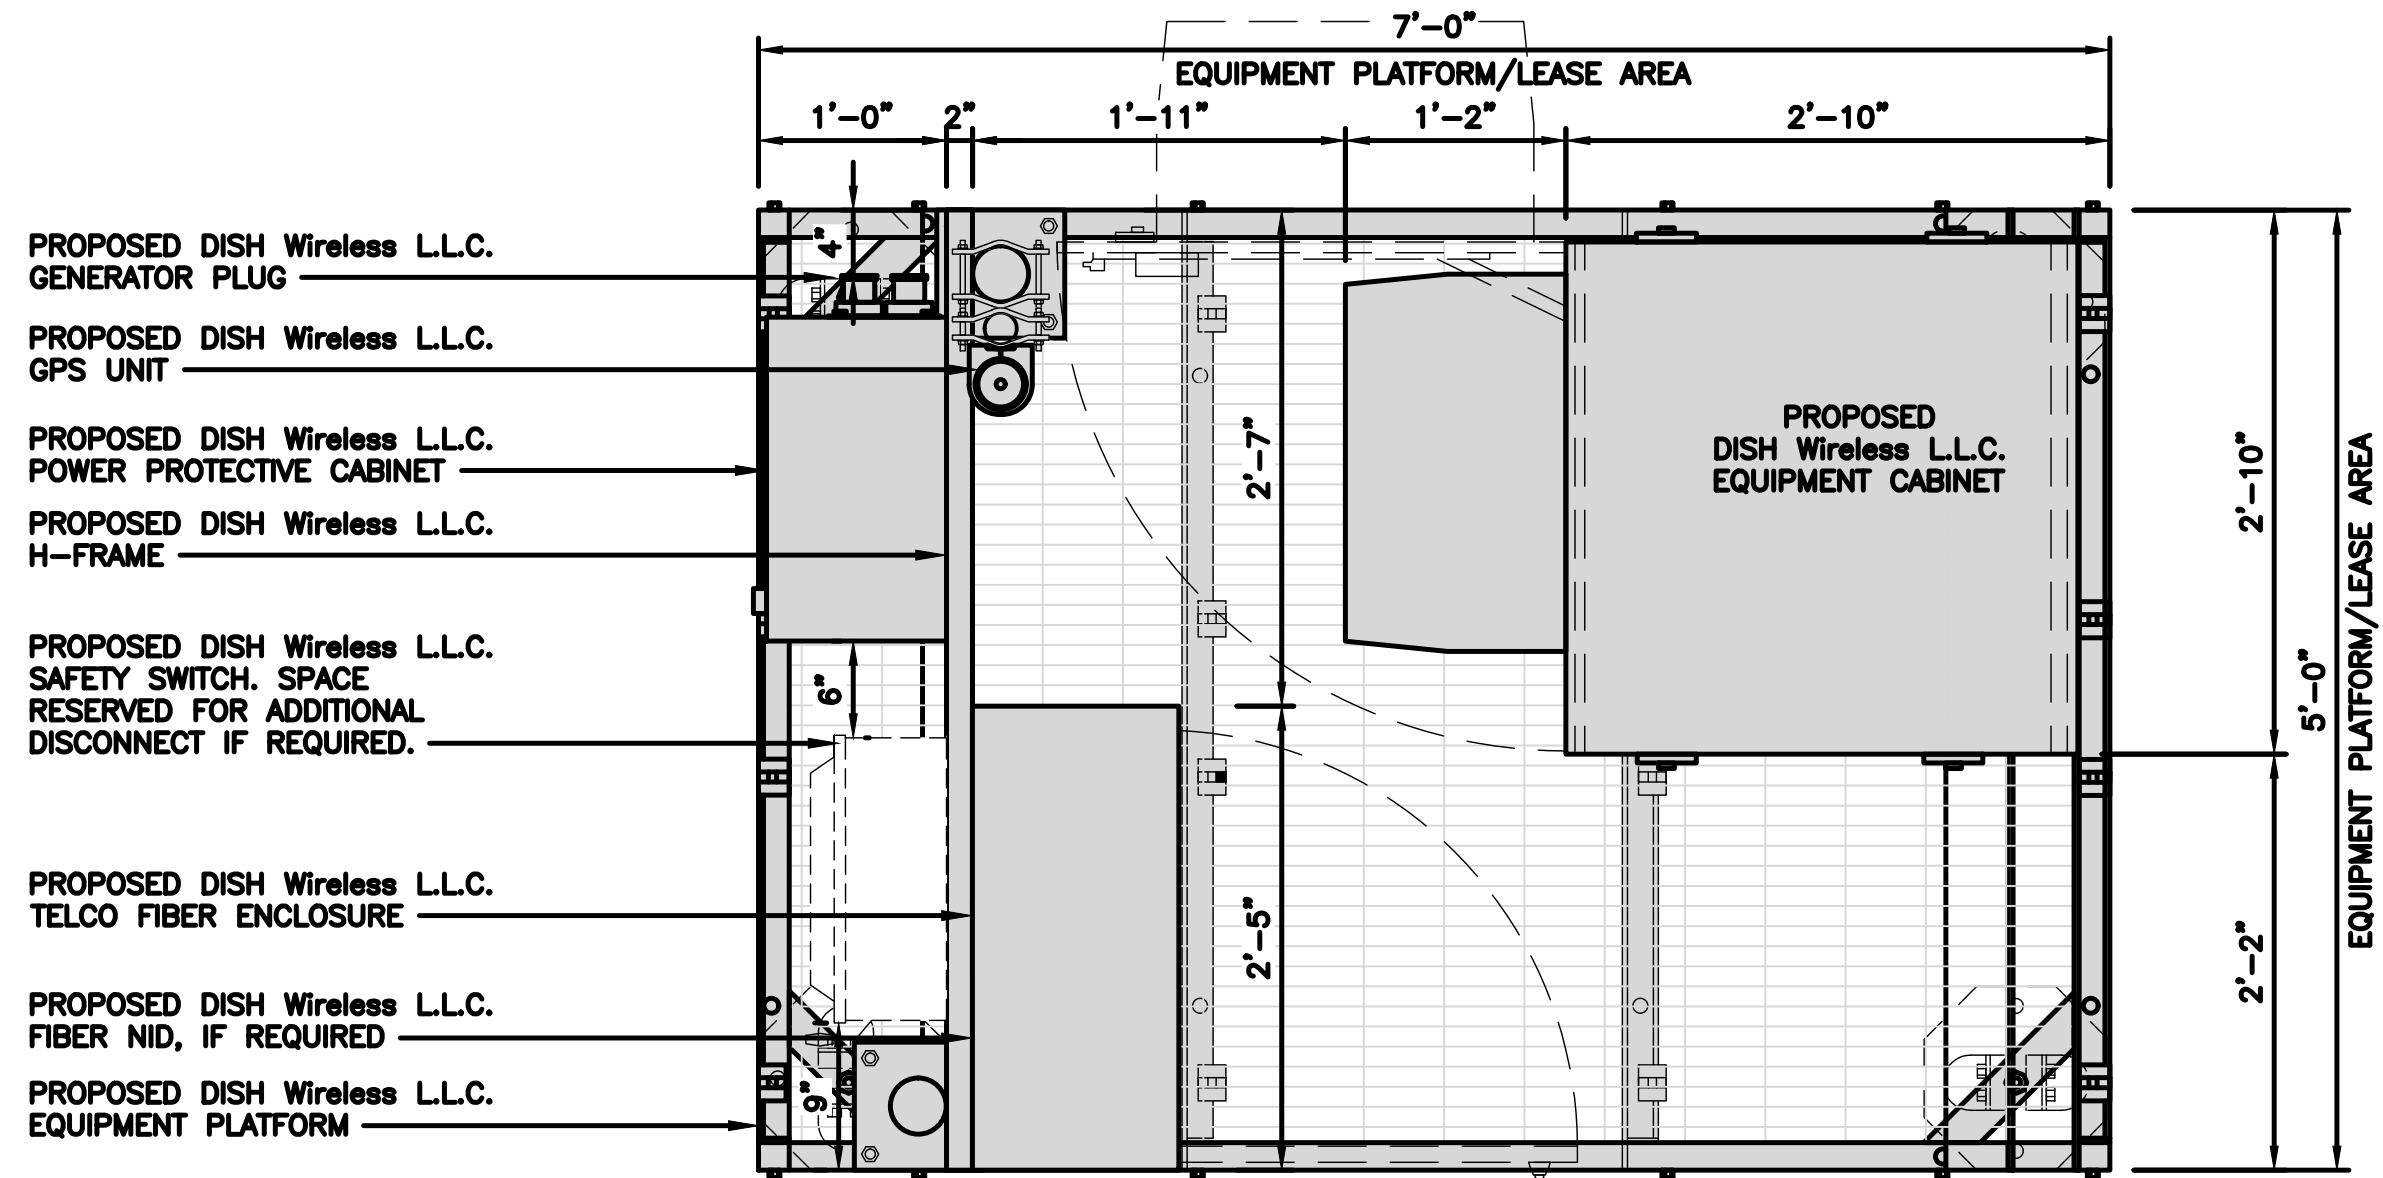 7'-0"
EQUIPMENT PLATFORM/LEASE AREA
1'-0"
2"
1'-11"
1'-2"
2'-10"
PROPOSED DISH Wireless L.L.C.
GENERATOR PLUG
4"
PROPOSED DISH Wireless L.L.C.
GPS UNIT
PROPOSED DISH Wireless L.L.C.
POWER PROTECTIVE CABINET
PROPOSED DISH Wireless L.L.C.
H-FRAME
PROPOSED DISH Wireless L.L.C.
SAFETY SWITCH. SPACE
RESERVED FOR ADDITIONAL
DISCONNECT IF REQUIRED.
6"
PROPOSED DISH Wireless L.L.C.
TELCO FIBER ENCLOSURE
PROPOSED DISH Wireless L.L.C.
FIBER NID, IF REQUIRED
PROPOSED DISH Wireless L.L.C.
EQUIPMENT PLATFORM
9"
2'-7"
2'-5"
PROPOSED
DISH Wireless L.L.C.
EQUIPMENT CABINET
2'-10"
2'-2"
5'-0"
EQUIPMENT PLATFORM/LEASE AREA